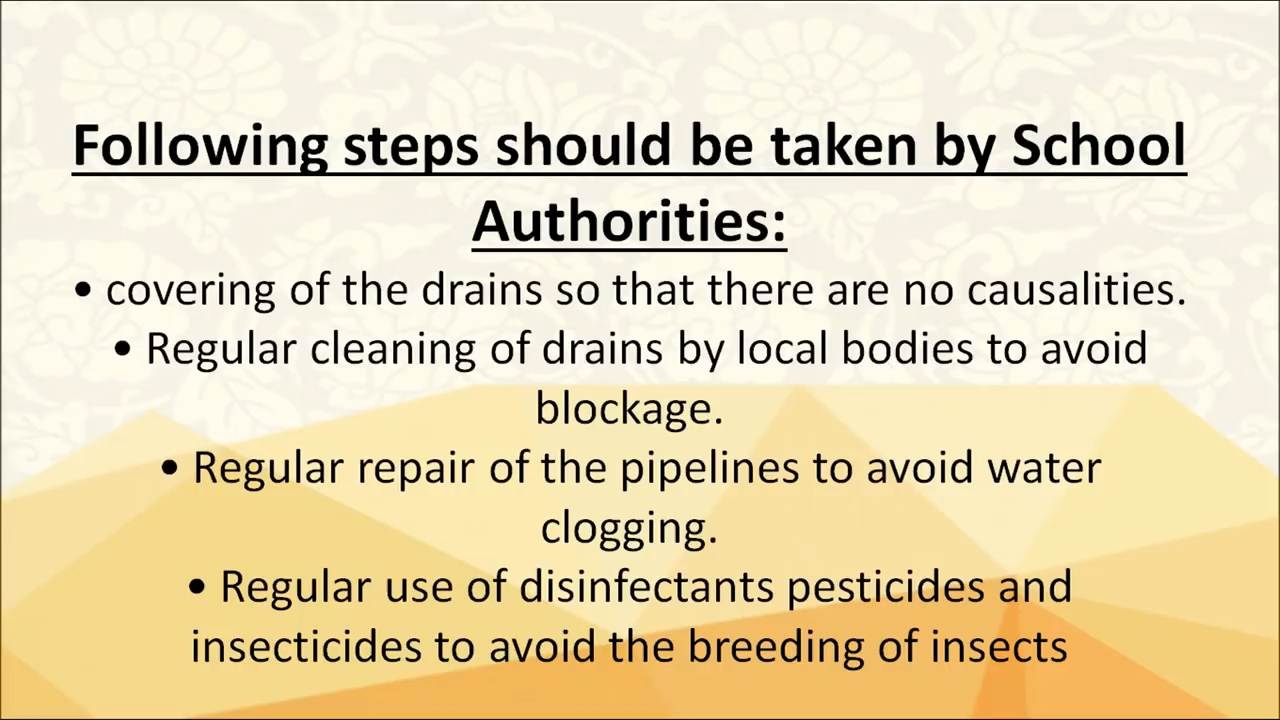 Following steps should be taken by School
Authorities:
• covering of the drains so that there are no causalities.
• Regular cleaning of drains by local bodies to avoid
blockage.
• Regular repair of the pipelines to avoid water
clogging.
• Regular use of disinfectants pesticides and
insecticides to avoid the breeding of insects